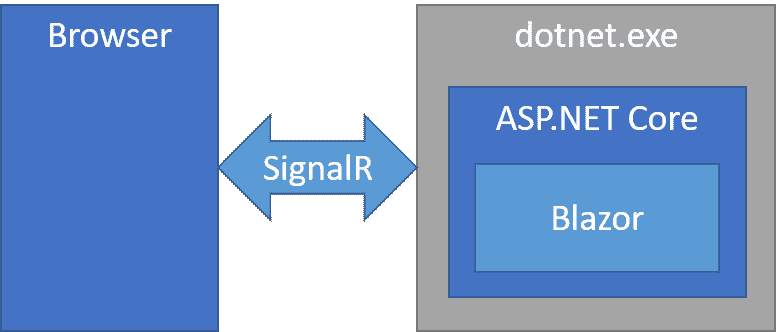 Browser
SignalR
dotnet.exe
ASP.NET Core
Blazor